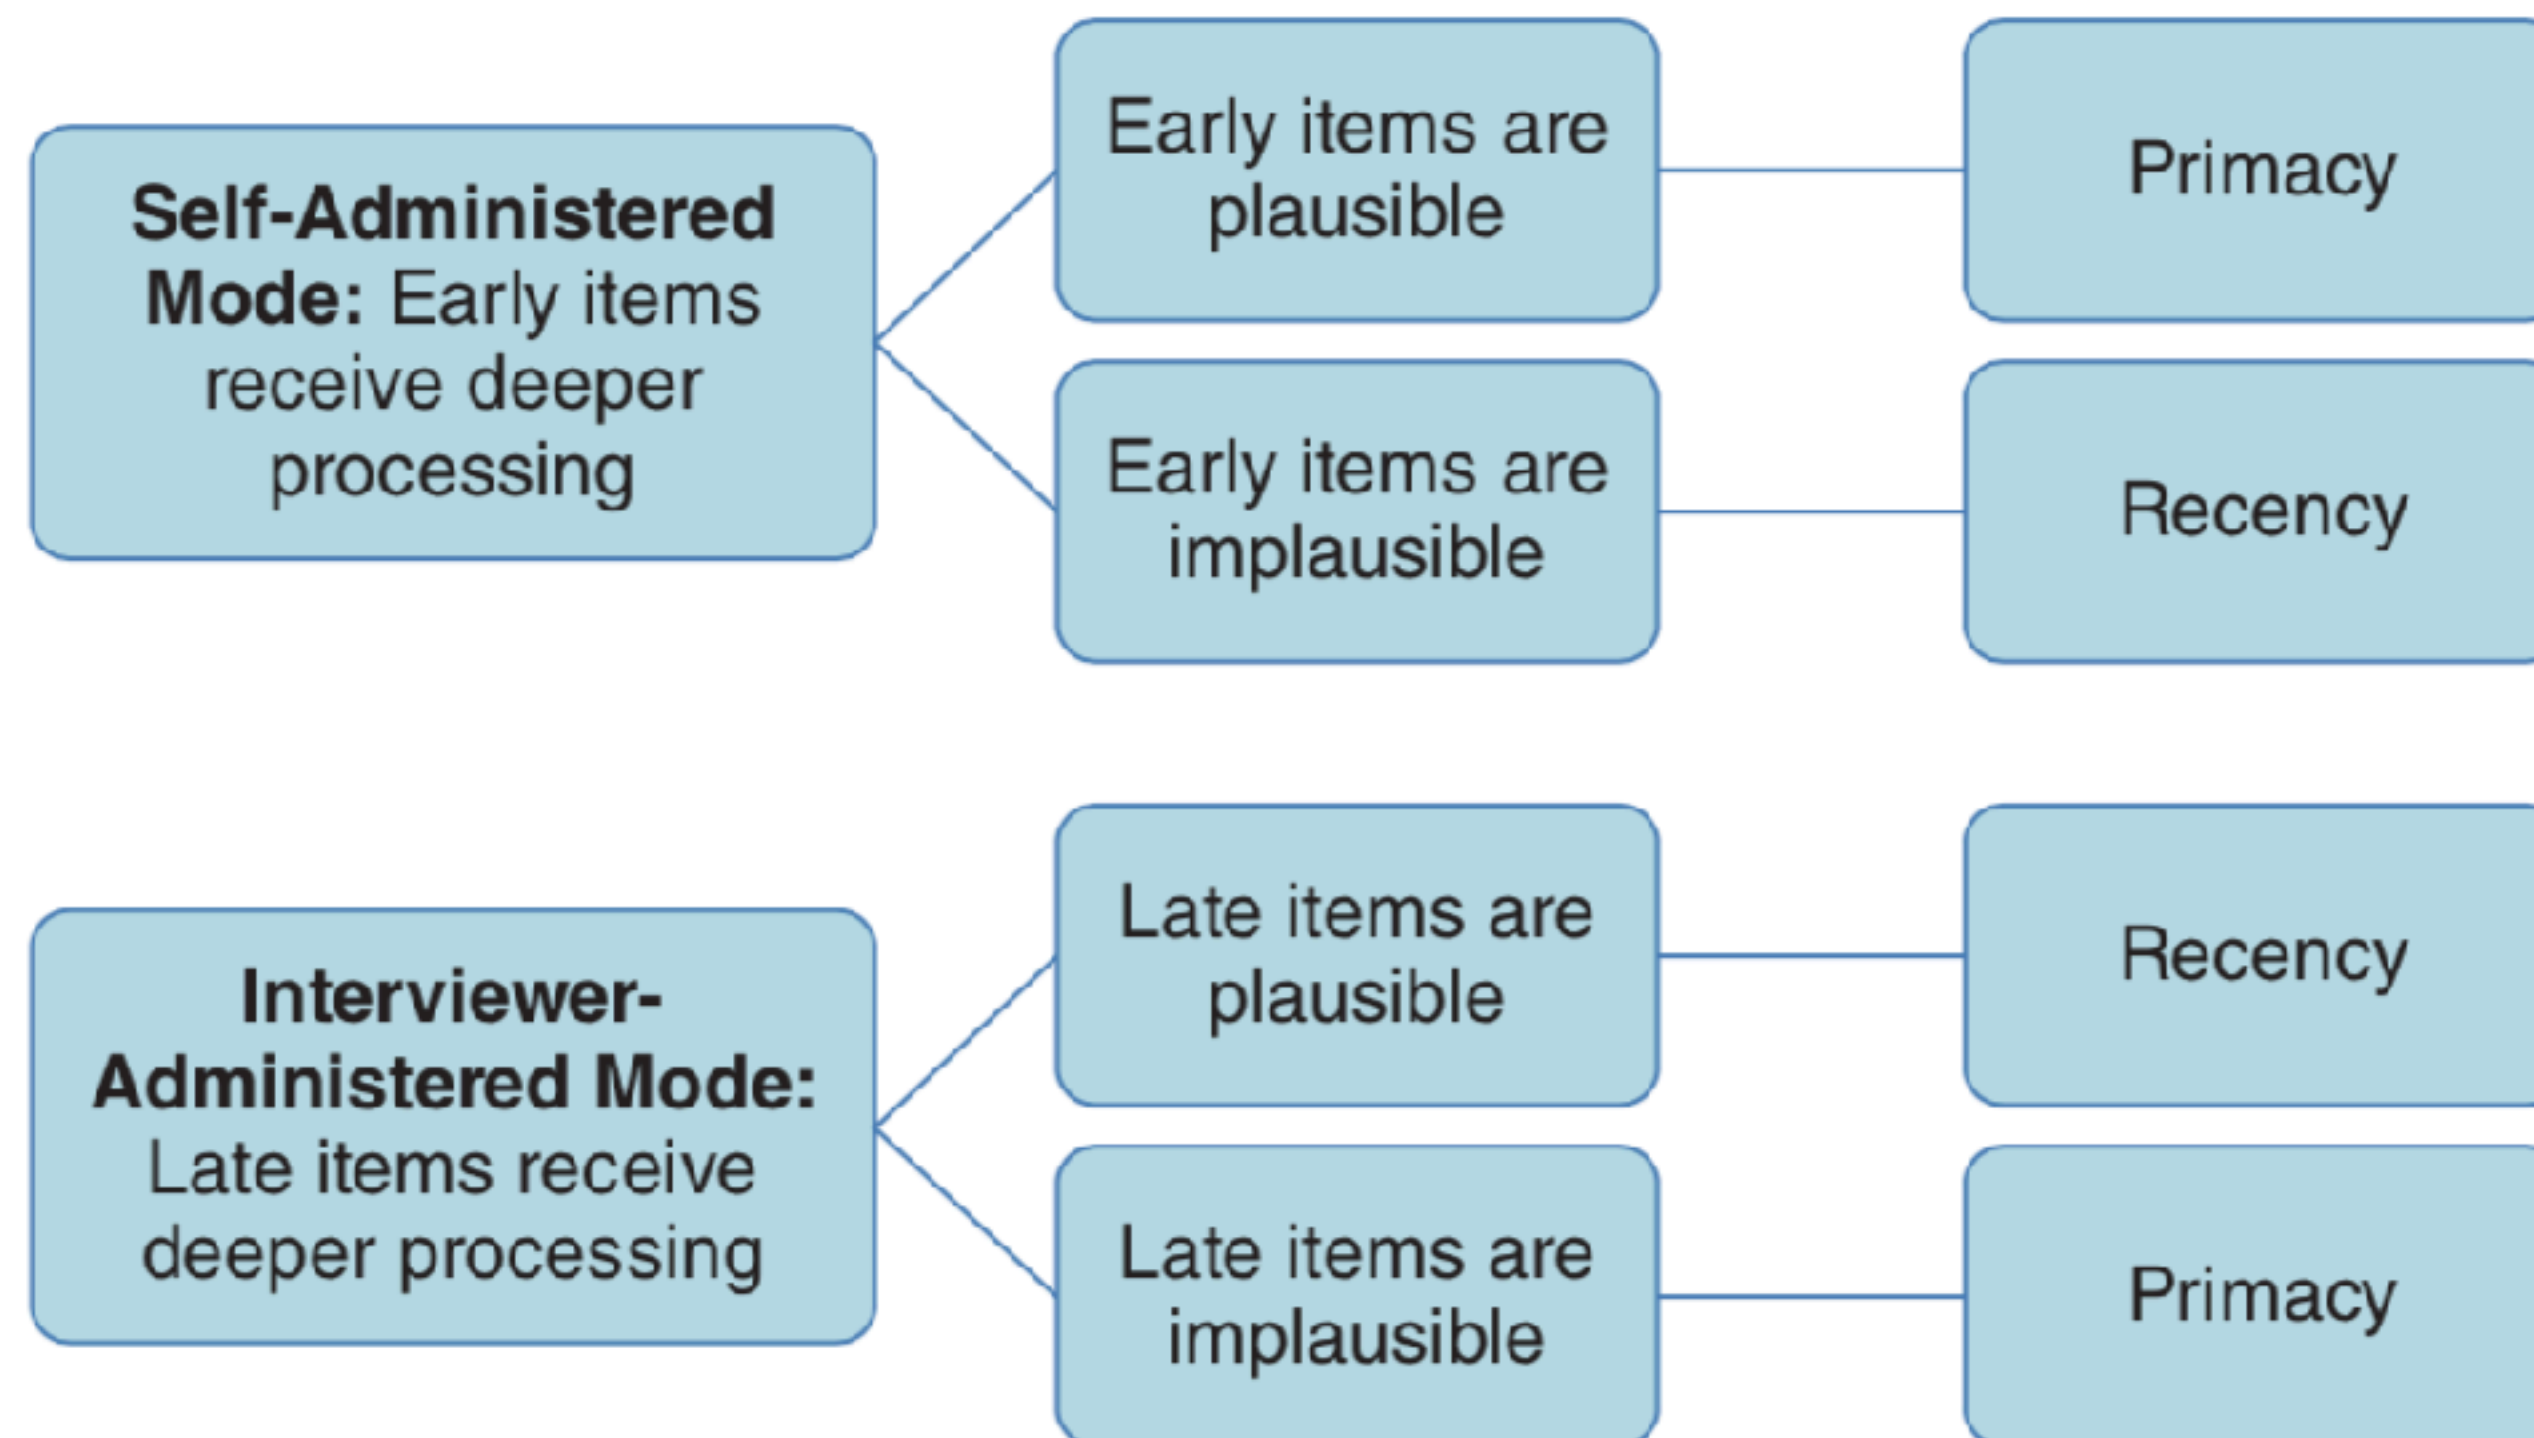 Self-Administered
Mode: Early items
receive deeper
processing
Early items are
plausible
Primacy
Early items are
implausible
Recency
Interviewer-
Administered Mode:
Late items receive
deeper processing
Late items are
plausible
Recency
Late items are
implausible
Primacy